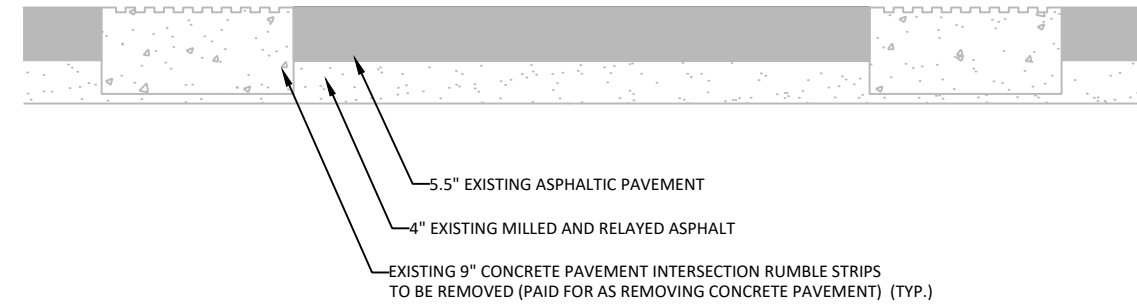 5.5" EXISTING ASPHALTIC PAVEMENT
4" EXISTING MILLED AND RELAYED ASPHALT
EXISTING 9" CONCRETE PAVEMENT INTERSECTION RUMBLE STRIPS
TO BE REMOVED (PAID FOR AS REMOVING CONCRETE PAVEMENT) (TYP.)